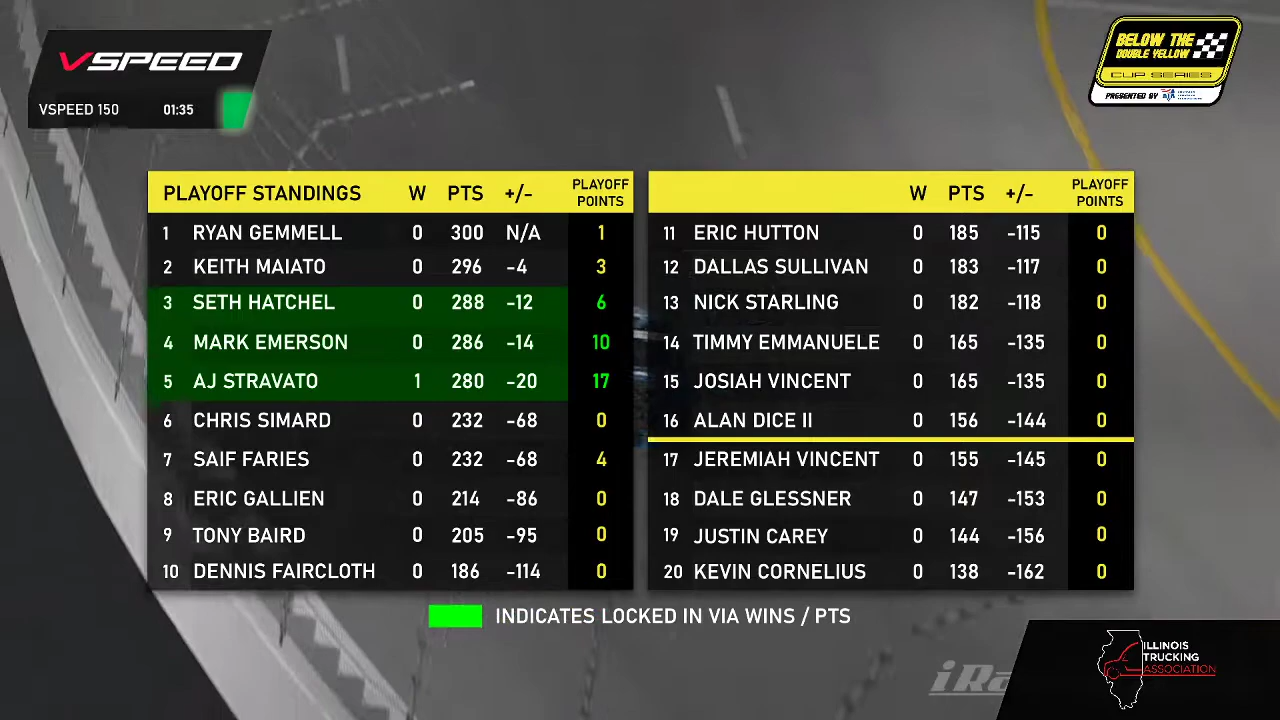 VSPEED
VSPEED 150 01:35
BELOW THE
DOUBLE YELLOW
CUP SERIES
PRESENTED BY
PLAYOFF STANDINGS W PTS +/- PLAYOFF POINTS
1 RYAN GEMMELL 0 300 N/A 1
2 KEITH MAIATO 0 296 -4 3
3 SETH HATCHEL 0 288 -12 6
4 MARK EMERSON 0 286 -14 10
5 AJ STRAVATO 1 280 -20 17
6 CHRIS SIMARD 0 232 -68 0
7 SAIF FARIES 0 232 -68 4
8 ERIC GALLIEN 0 214 -86 0
9 TONY BAIRD 0 205 -95 0
10 DENNIS FAIRCLOTH 0 186 -114 0
W PTS +/- PLAYOFF POINTS
11 ERIC HUTTON 0 185 -115 0
12 DALLAS SULLIVAN 0 183 -117 0
13 NICK STARLING 0 182 -118 0
14 TIMMY EMMANUELE 0 165 -135 0
15 JOSIAH VINCENT 0 165 -135 0
16 ALAN DICE II 0 156 -144 0
17 JEREMIAH VINCENT 0 155 -145 0
18 DALE GLESSNER 0 147 -153 0
19 JUSTIN CAREY 0 144 -156 0
20 KEVIN CORNELIUS 0 138 -162 0
INDICATES LOCKED IN VIA WINS / PTS
iRa
ILLINOIS
TRUCKING
ASSOCIATION